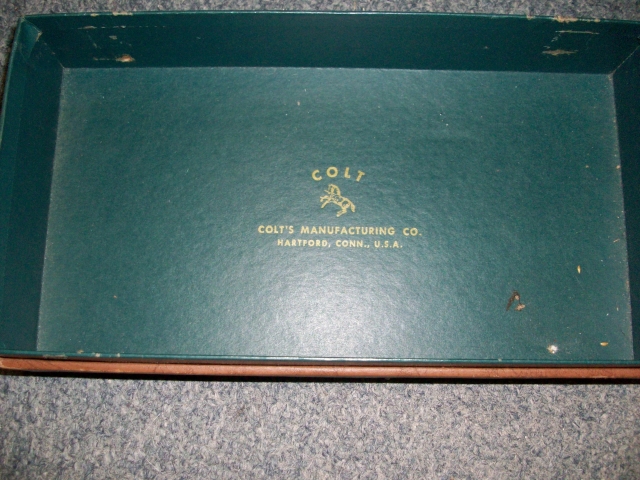 COLT
COLT'S MANUFACTURING CO.
HARTFORD, CONN., U.S.A.